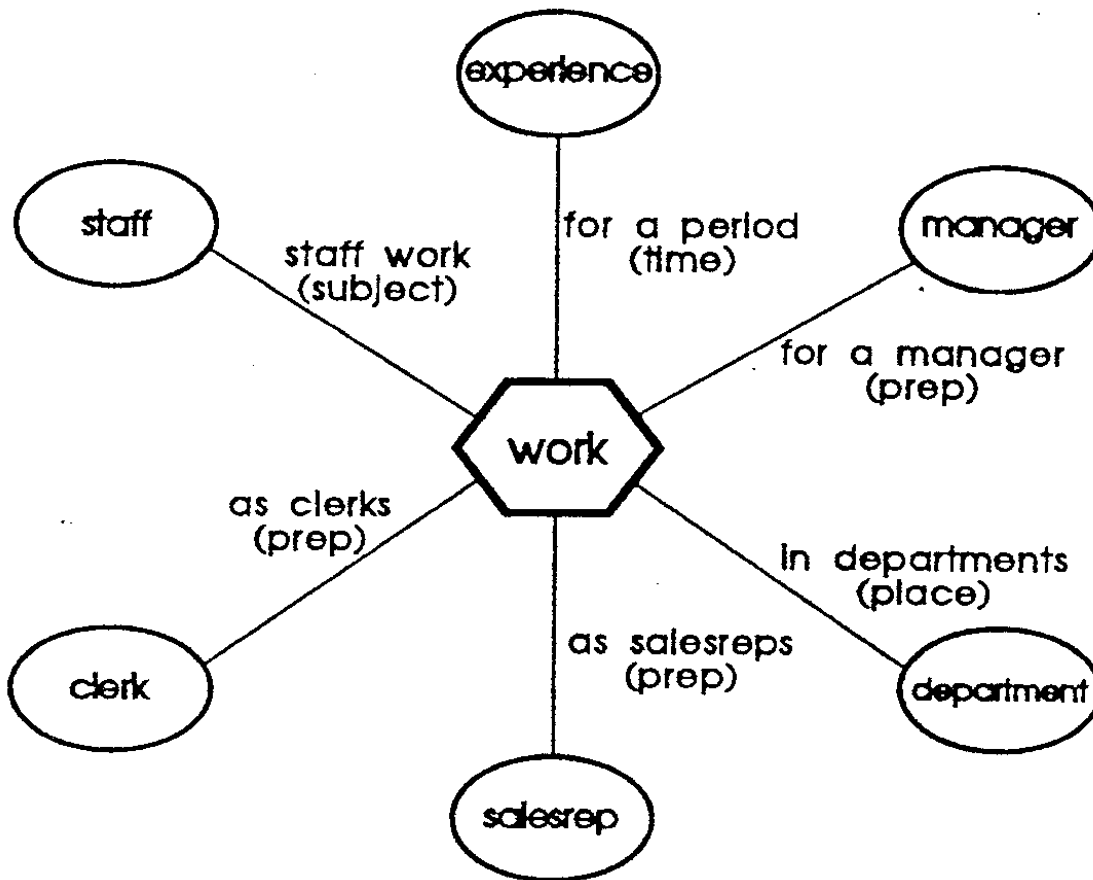 experience
staff
manager
for a period
(time)
staff work
(subject)
for a manager
(prep)
work
as clerks
(prep)
in departments
(place)
as salesreps
(prep)
clerk
department
salesrep